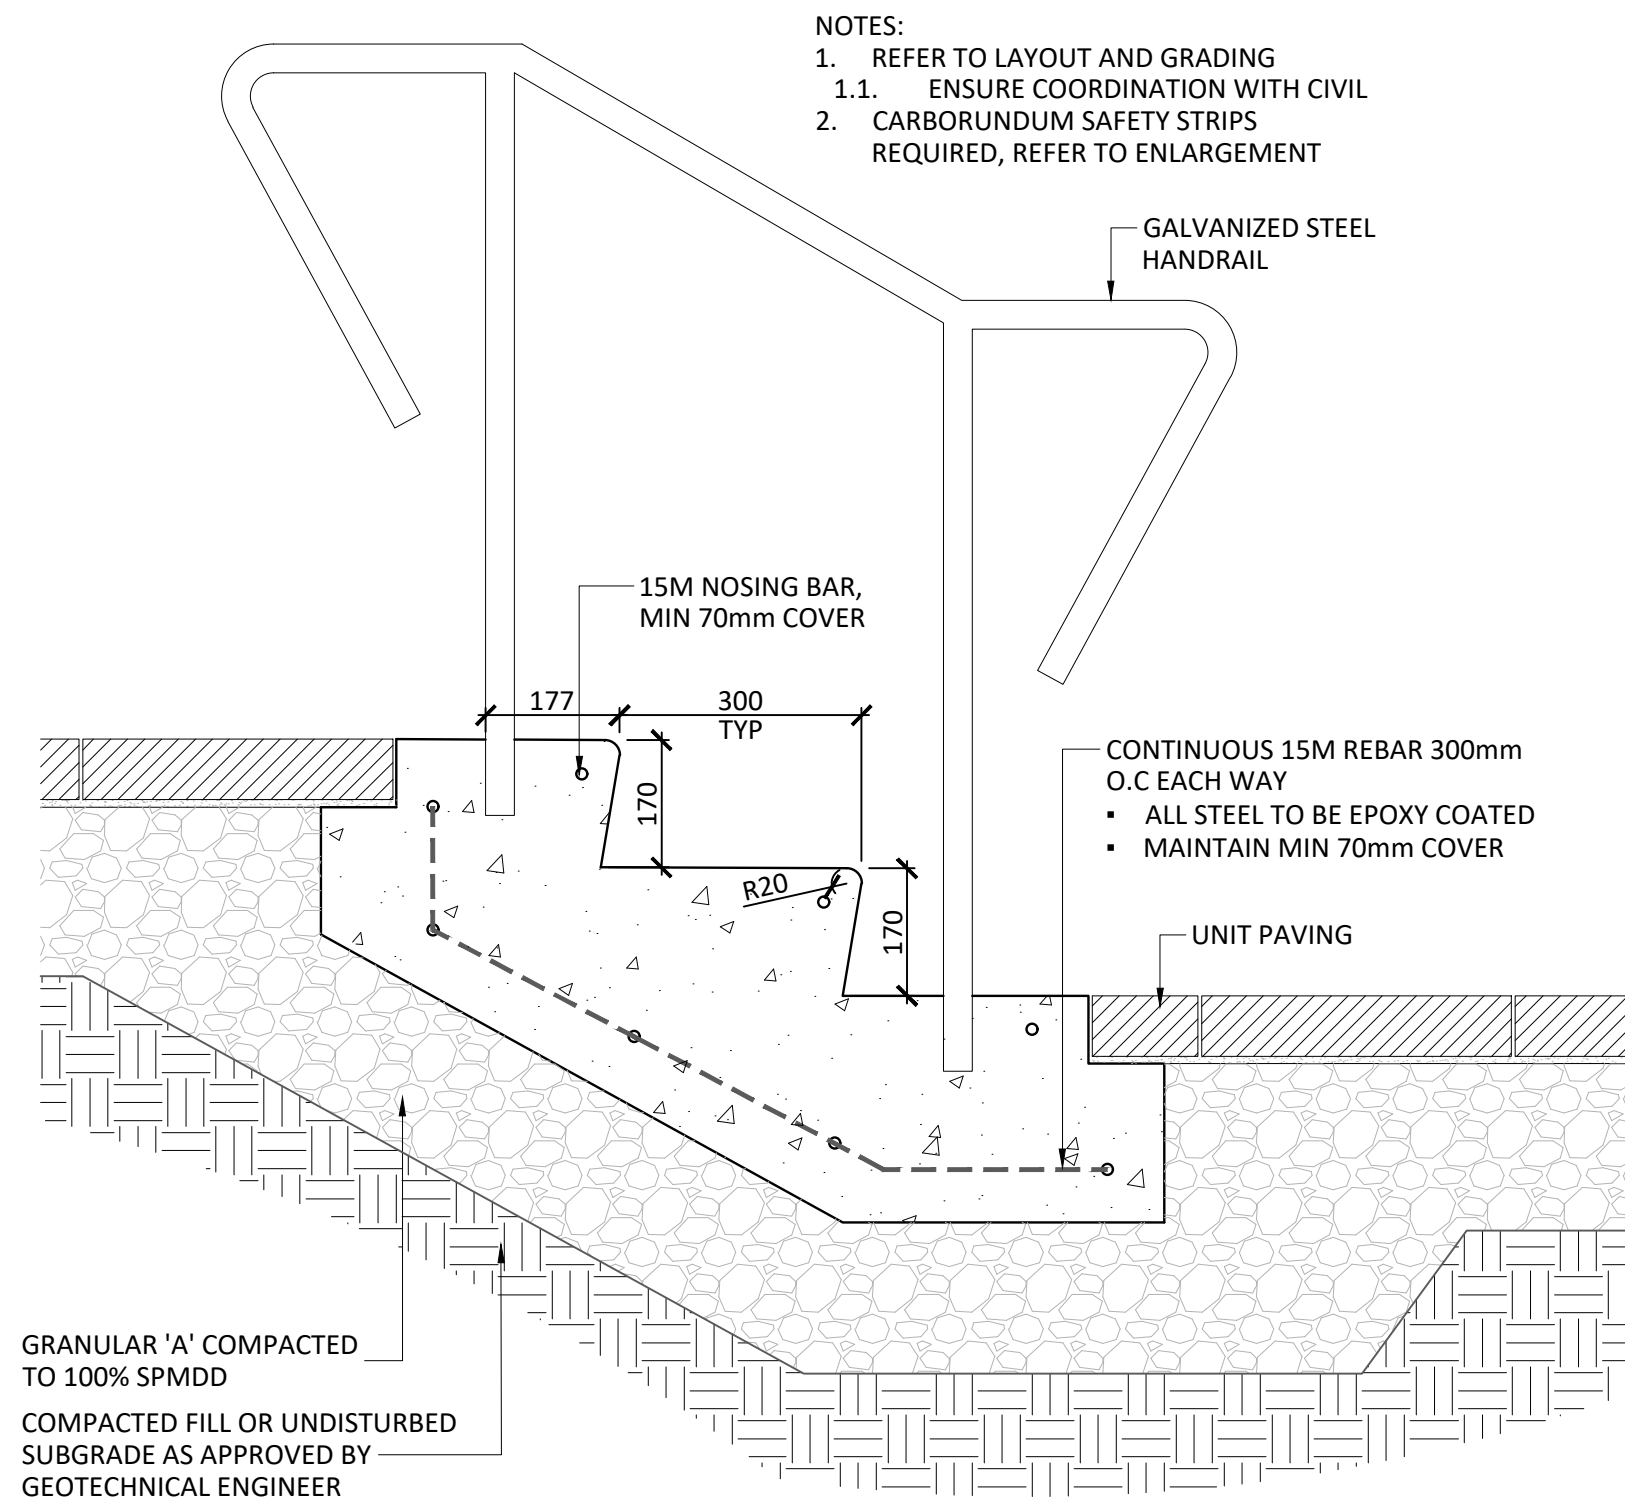 NOTES:
1. REFER TO LAYOUT AND GRADING
1.1. ENSURE COORDINATION WITH CIVIL
2. CARBORUNDUM SAFETY STRIPS
REQUIRED, REFER TO ENLARGEMENT
GALVANIZED STEEL
HANDRAIL
15M NOSING BAR,
MIN 70mm COVER
177
300
TYP
170
R20
170
CONTINUOUS 15M REBAR 300mm
O.C EACH WAY
▪ ALL STEEL TO BE EPOXY COATED
▪ MAINTAIN MIN 70mm COVER
UNIT PAVING
GRANULAR 'A' COMPACTED
TO 100% SPMDD
COMPACTED FILL OR UNDISTURBED
SUBGRADE AS APPROVED BY
GEOTECHNICAL ENGINEER